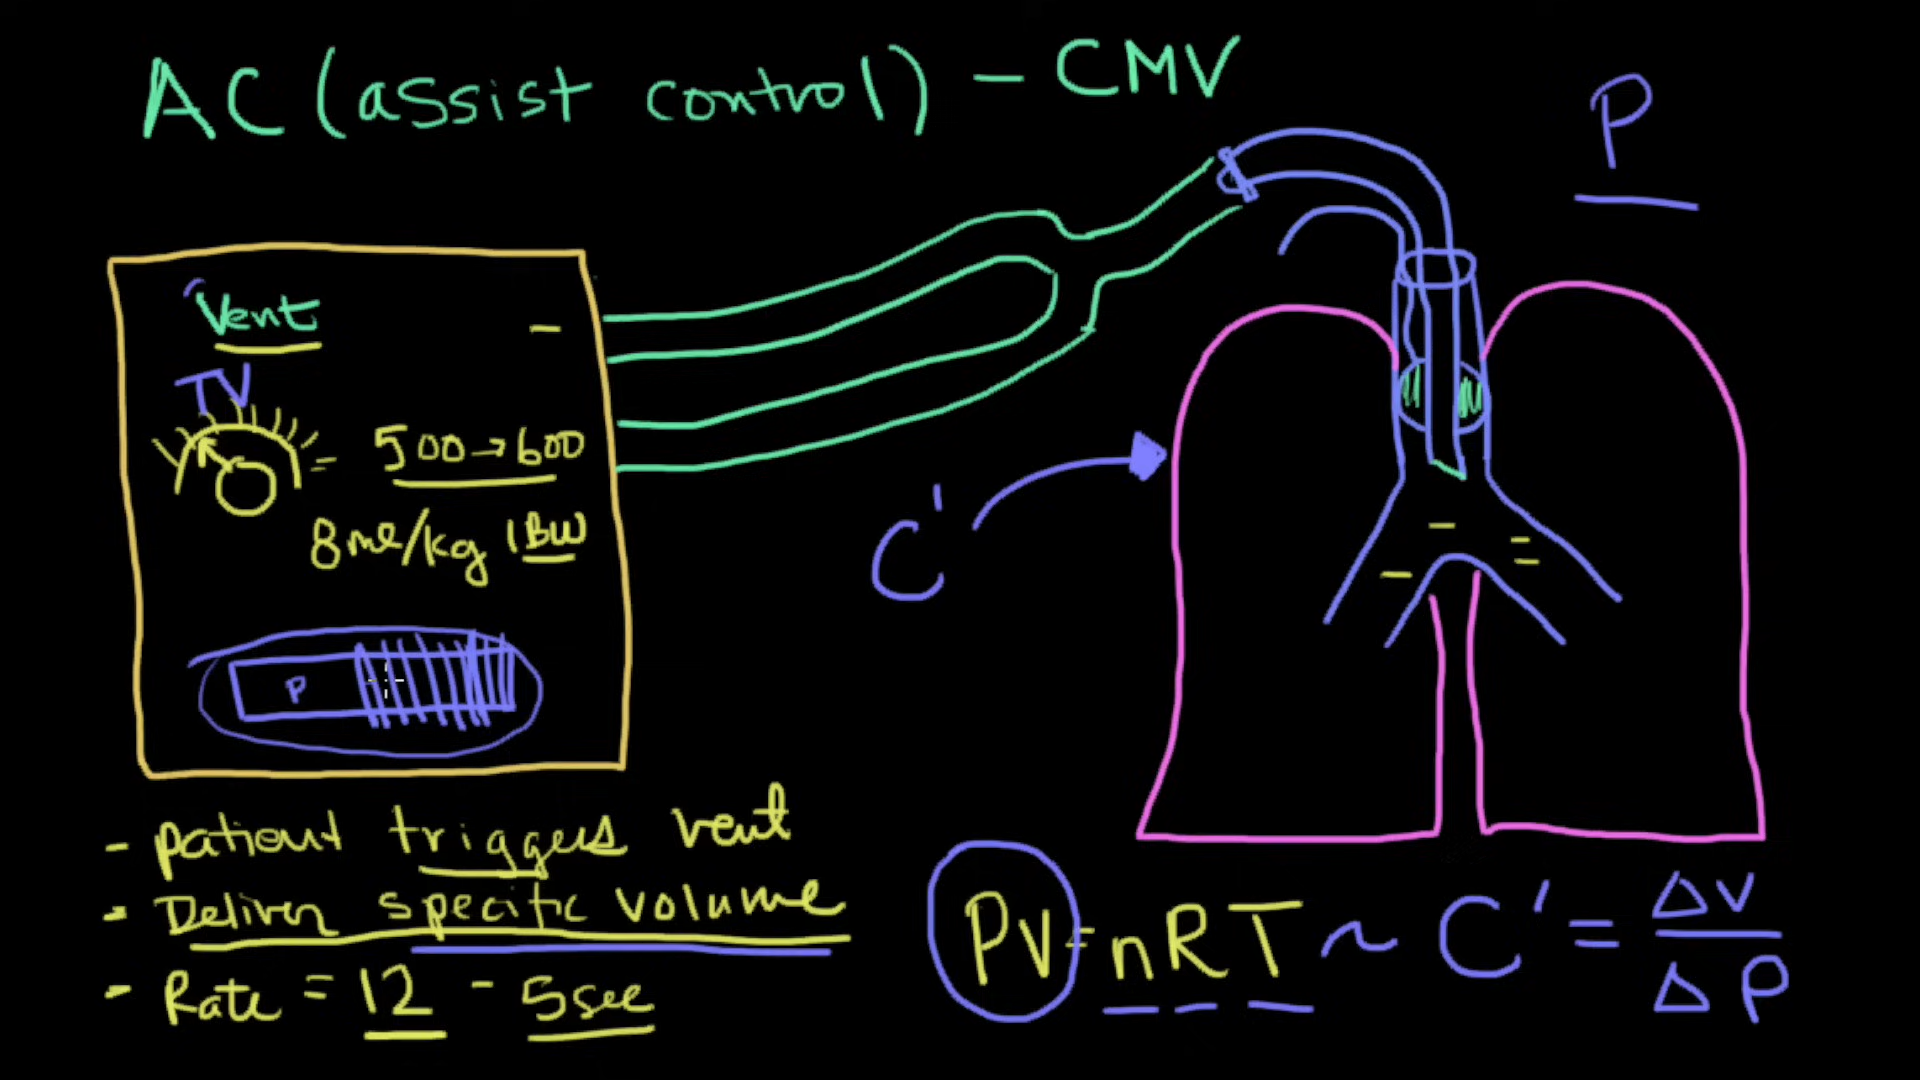 AC (assist control) - CMV
P
Vent -
TV
500→600
8ml/kg IBW
C'
P
- patient triggers vent
- Deliver specific volume
- Rate = 12 - 5sec
PV=nRT ~ C' = ΔV/ΔP